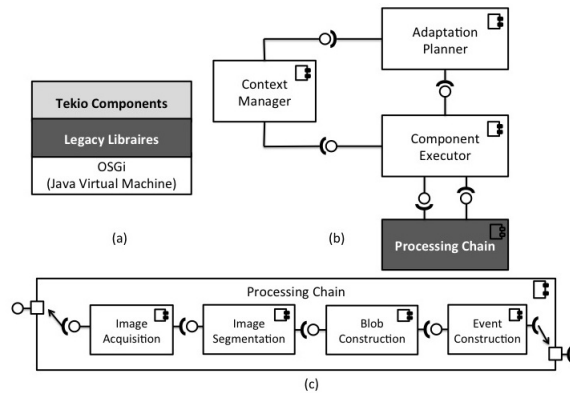 Tekio Components
Legacy Libraires
OSGi
(Java Virtual Machine)
(a)
Adaptation
Planner
Context
Manager
Component
Executor
Processing Chain
(b)
Processing Chain
Image
Acquisition
Image
Segmentation
Blob
Construction
Event
Construction
(c)